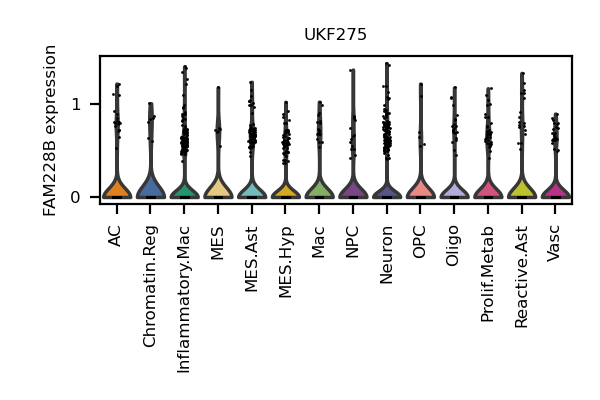 UKF275
FAM228B expression
1
0
AC
Chromatin.Reg
Inflammatory.Mac
MES
MES.Ast
MES.Hyp
Mac
NPC
Neuron
OPC
Oligo
Prolif.Metab
Reactive.Ast
Vasc